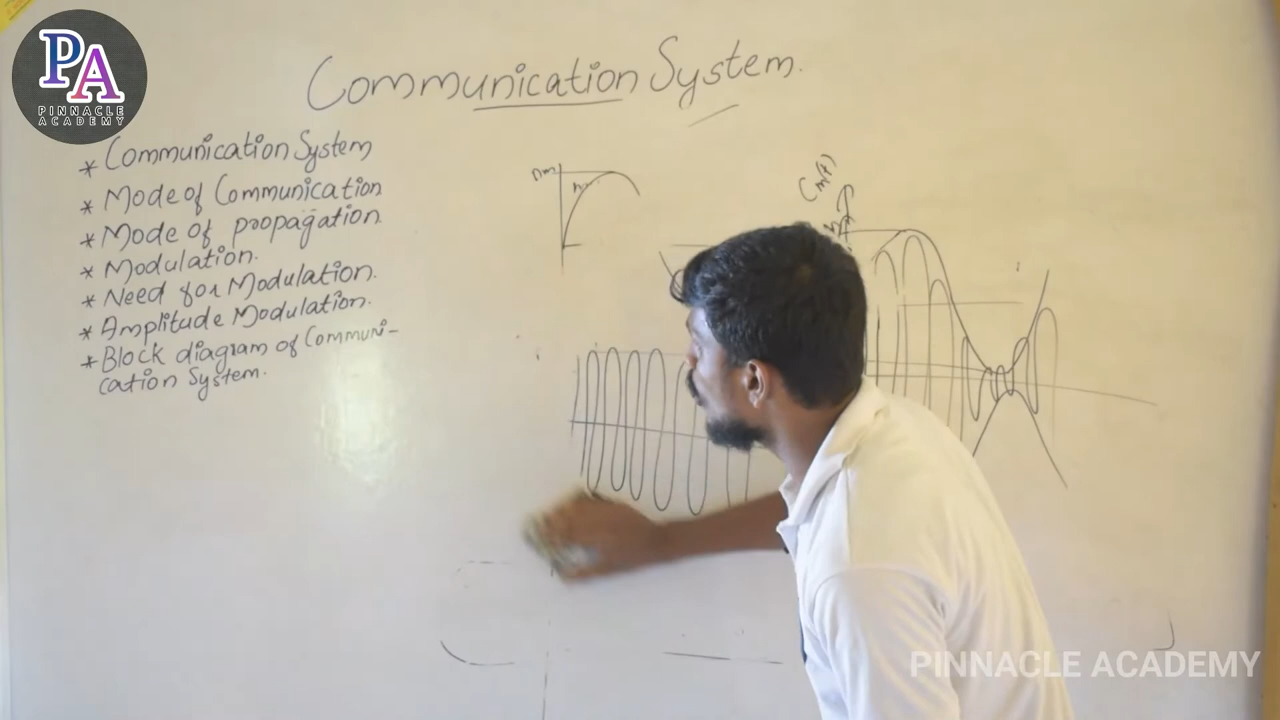 PA
PINNACLE
ACADEMY
Communication System.
* Communication System
* Mode of Communication
* Mode of propagation
* Modulation.
* Need for Modulation.
* Amplitude Modulation.
* Block diagram of Communi-
cation System.
Cm(t)
PINNACLE ACADEMY